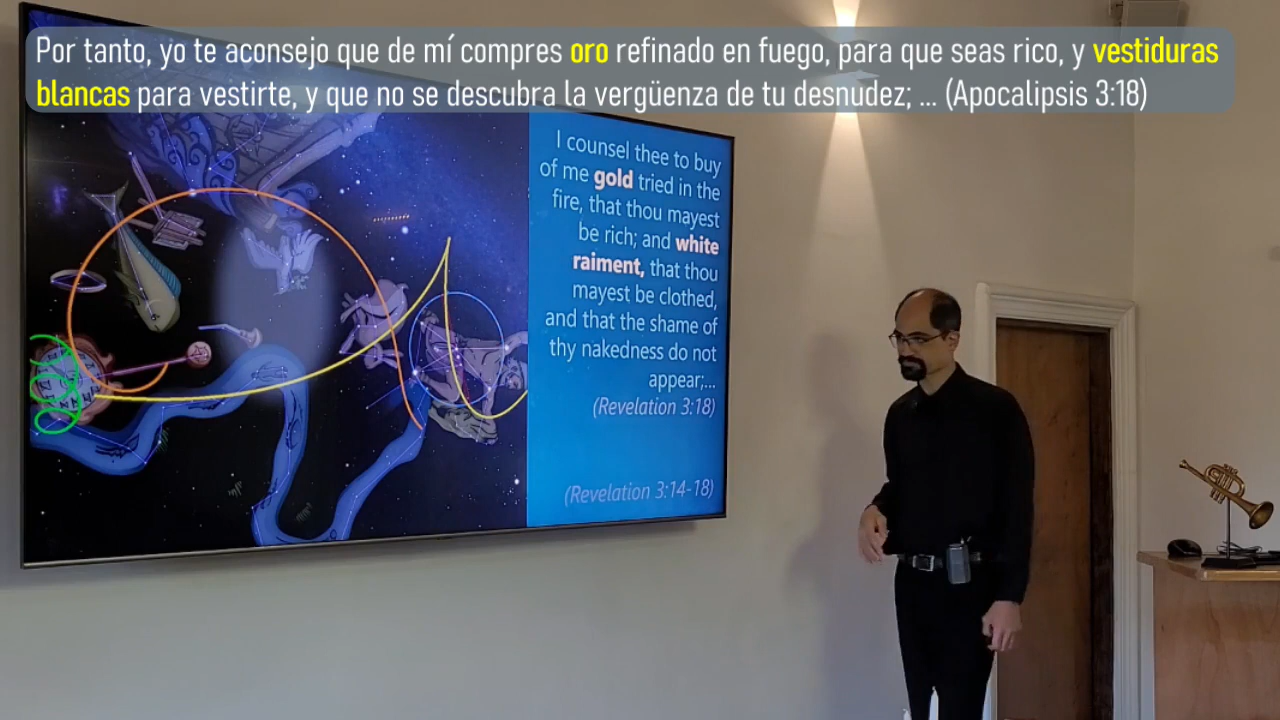 Por tanto, yo te aconsejo que de mí compres oro refinado en fuego, para que seas rico, y vestiduras
blancas para vestirte, y que no se descubra la vergüenza de tu desnudez; ... (Apocalipsis 3:18)
I counsel thee to buy
of me gold tried in the
fire, that thou mayest
be rich; and white
raiment, that thou
mayest be clothed,
and that the shame of
thy nakedness do not
appear;...
(Revelation 3:18)
(Revelation 3:14-18)